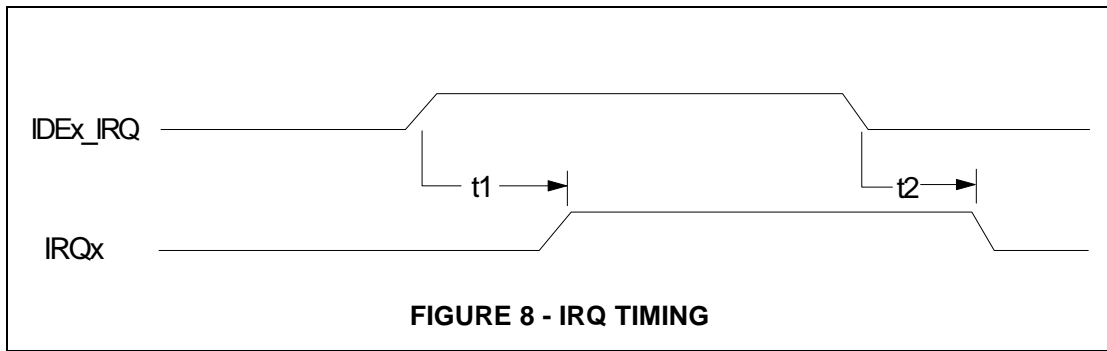 IDEx_IRQ
t1
t2
IRQx
FIGURE 8 - IRQ TIMING